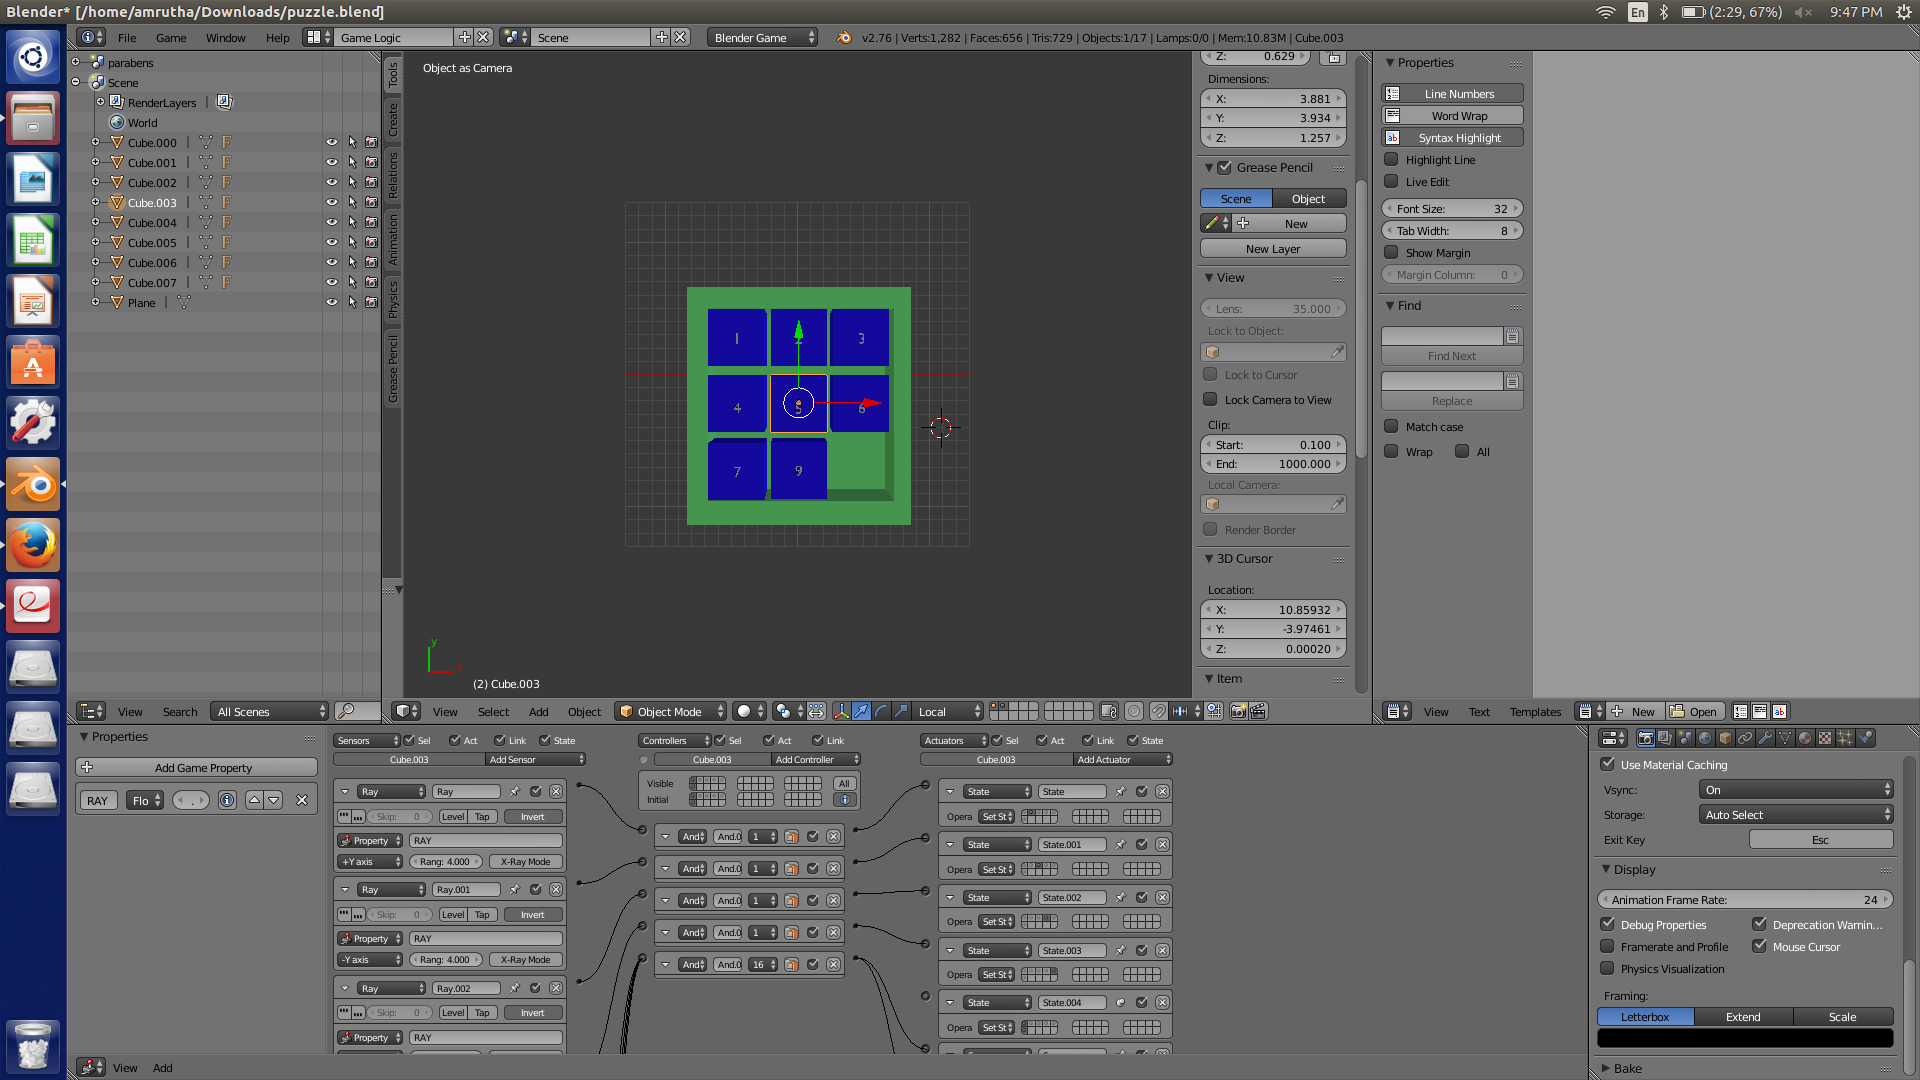 Blender* [/home/amrutha/Downloads/puzzle.blend]
En (2:29, 67%) 9:47 PM
File Game Window Help Game Logic Scene Blender Game v2.76 | Verts:1,282 | Faces:656 | Tris:729 | Objects:1/17 | Lamps:0/0 | Mem:10.83M | Cube.003
parabens
Scene
RenderLayers |
World
Cube.000 | F
Cube.001 | F
Cube.002 | F
Cube.003 | F
Cube.004 | F
Cube.005 | F
Cube.006 | F
Cube.007 | F
Plane |
View Search All Scenes
Tools
Create
Relations
Animation
Physics
Grease Pencil
Object as Camera
1 2 3
4 5 6
7 9
y
(2) Cube.003
View Select Add Object Object Mode Local
Z: 0.629
Dimensions:
X: 3.881
Y: 3.934
Z: 1.257
Grease Pencil
Scene Object
New
New Layer
View
Lens: 35.000
Lock to Object:
Lock to Cursor
Lock Camera to View
Clip:
Start: 0.100
End: 1000.000
Local Camera:
Render Border
3D Cursor
Location:
X: 10.85932
Y: -3.97461
Z: 0.00020
Item
Properties
Line Numbers
Word Wrap
Syntax Highlight
Highlight Line
Live Edit
Font Size: 32
Tab Width: 8
Show Margin
Margin Column: 0
Find
Find Next
Replace
Match case
Wrap All
View Text Templates New Open
Properties
Add Game Property
RAY Flo
Sensors Sel Act Link State
Cube.003 Add Sensor
Ray Ray
Skip: 0 Level Tap Invert
Property RAY
+Y axis Rang: 4.000 X-Ray Mode
Ray Ray.001
Skip: 0 Level Tap Invert
Property RAY
-Y axis Rang: 4.000 X-Ray Mode
Ray Ray.002
Skip: 0 Level Tap Invert
Property RAY
Controllers Sel Act Link
Cube.003 Add Controller
Visible All
Initial
And And.0 1
And And.0 1
And And.0 1
And And.0 1
And And.0 16
Actuators Sel Act Link State
Cube.003 Add Actuator
State State
Opera Set St
State State.001
Opera Set St
State State.002
Opera Set St
State State.003
Opera Set St
State State.004
Opera Set St
View Add
Use Material Caching
Vsync: On
Storage: Auto Select
Exit Key Esc
Display
Animation Frame Rate: 24
Debug Properties Deprecation Warnin...
Framerate and Profile Mouse Cursor
Physics Visualization
Framing:
Letterbox Extend Scale
Bake